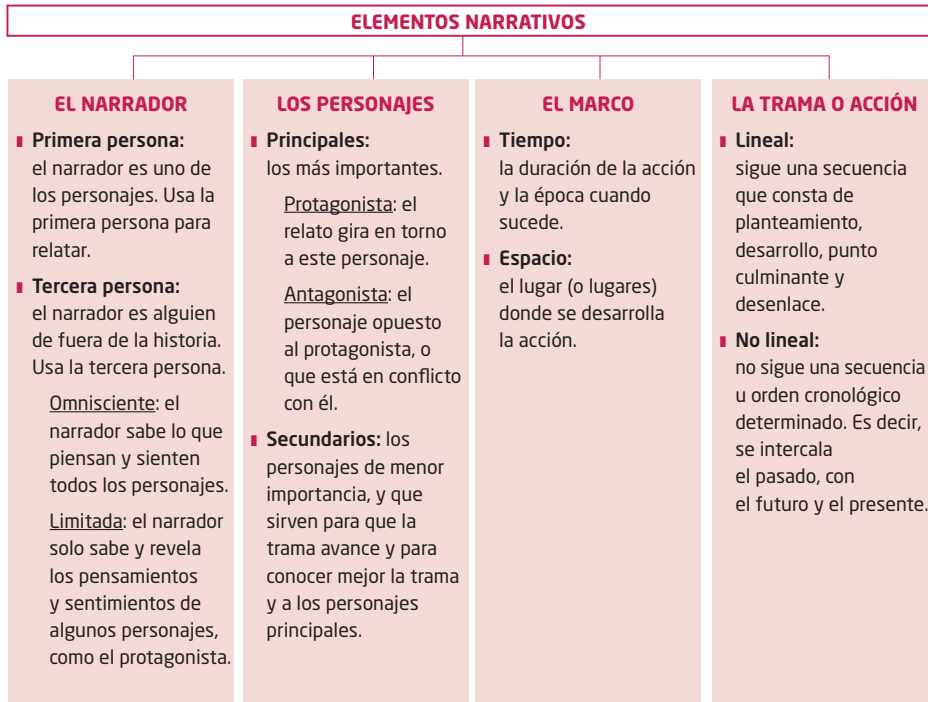 ELEMENTOS NARRATIVOS
EL NARRADOR
Primera persona:
el narrador es uno de
los personajes. Usa la
primera persona para
relatar.
Tercera persona:
el narrador es alguien
de fuera de la historia.
Usa la tercera persona.
Omnisciente: el
narrador sabe lo que
piensan y sienten
todos los personajes.
Limitada: el narrador
solo sabe y revela
los pensamientos
y sentimientos de
algunos personajes,
como el protagonista.
LOS PERSONAJES
Principales:
los más importantes.
Protagonista: el
relato gira en torno
a este personaje.
Antagonista: el
personaje opuesto
al protagonista, o
que está en conflicto
con él.
Secundarios: los
personajes de menor
importancia, y que
sirven para que la
trama avance y para
conocer mejor la trama
y a los personajes
principales.
EL MARCO
Tiempo:
la duración de la acción
y la época cuando
sucede.
Espacio:
el lugar (o lugares)
donde se desarrolla
la acción.
LA TRAMA O ACCIÓN
Lineal:
sigue una secuencia
que consta de
planteamiento,
desarrollo, punto
culminante y
desenlace.
No lineal:
no sigue una secuencia
u orden cronológico
determinado. Es decir,
se intercala
el pasado, con
el futuro y el presente.